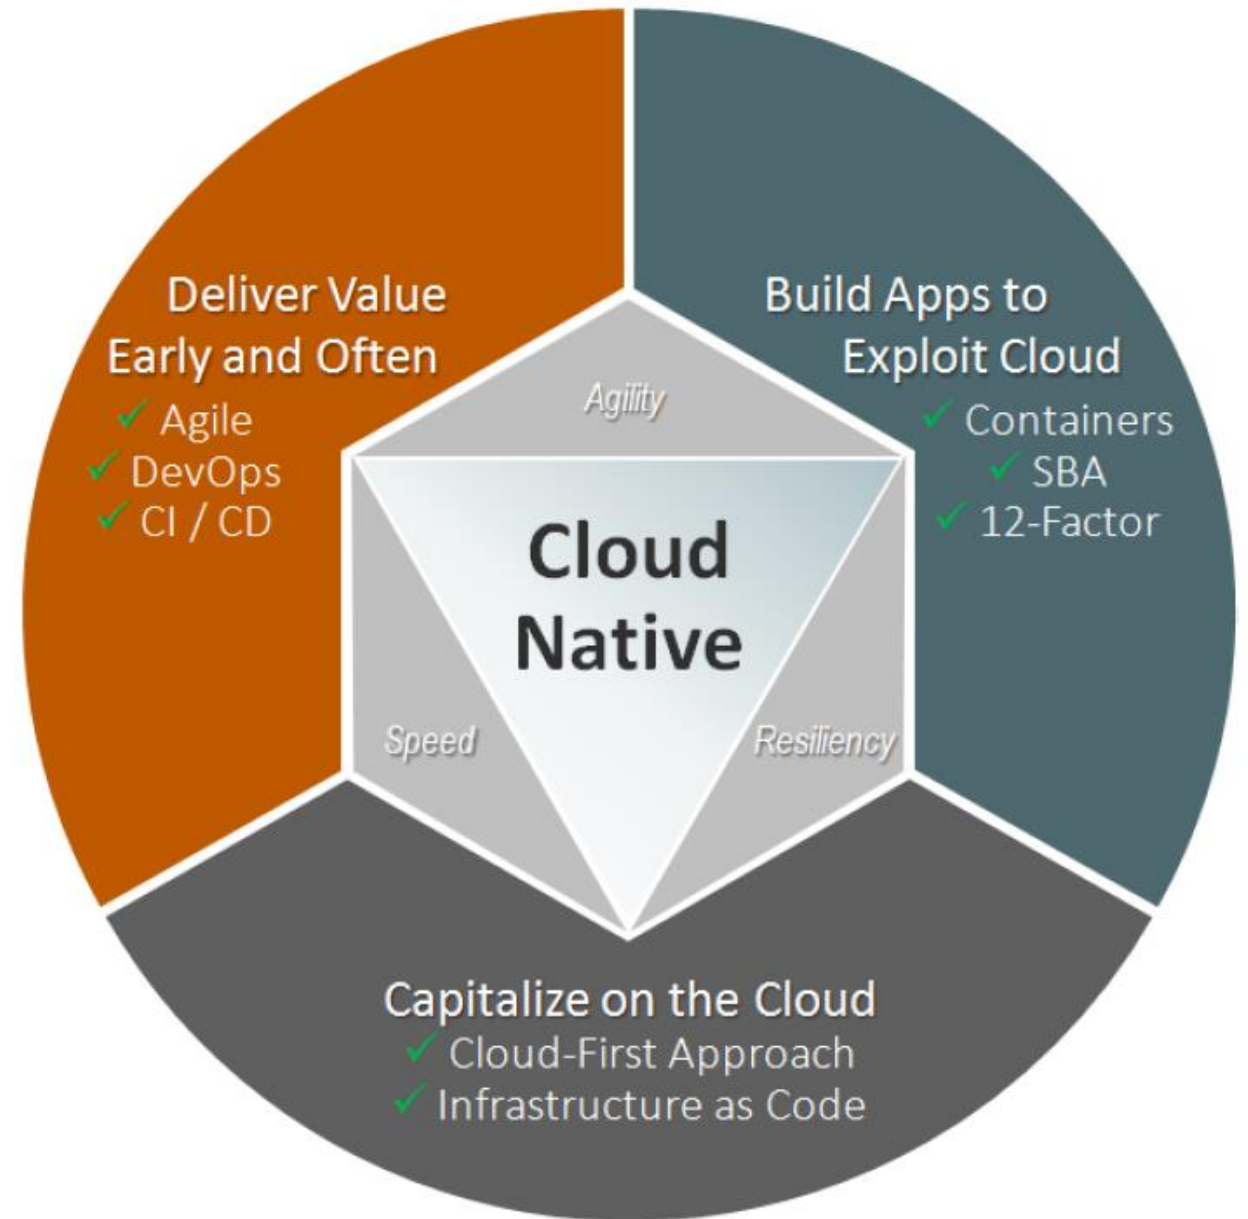 Deliver Value
Early and Often
Agile
DevOps
CI / CD
Build Apps to
Exploit Cloud
Containers
SBA
12-Factor
Agility
Cloud
Native
Speed
Resiliency
Capitalize on the Cloud
Cloud-First Approach
Infrastructure as Code